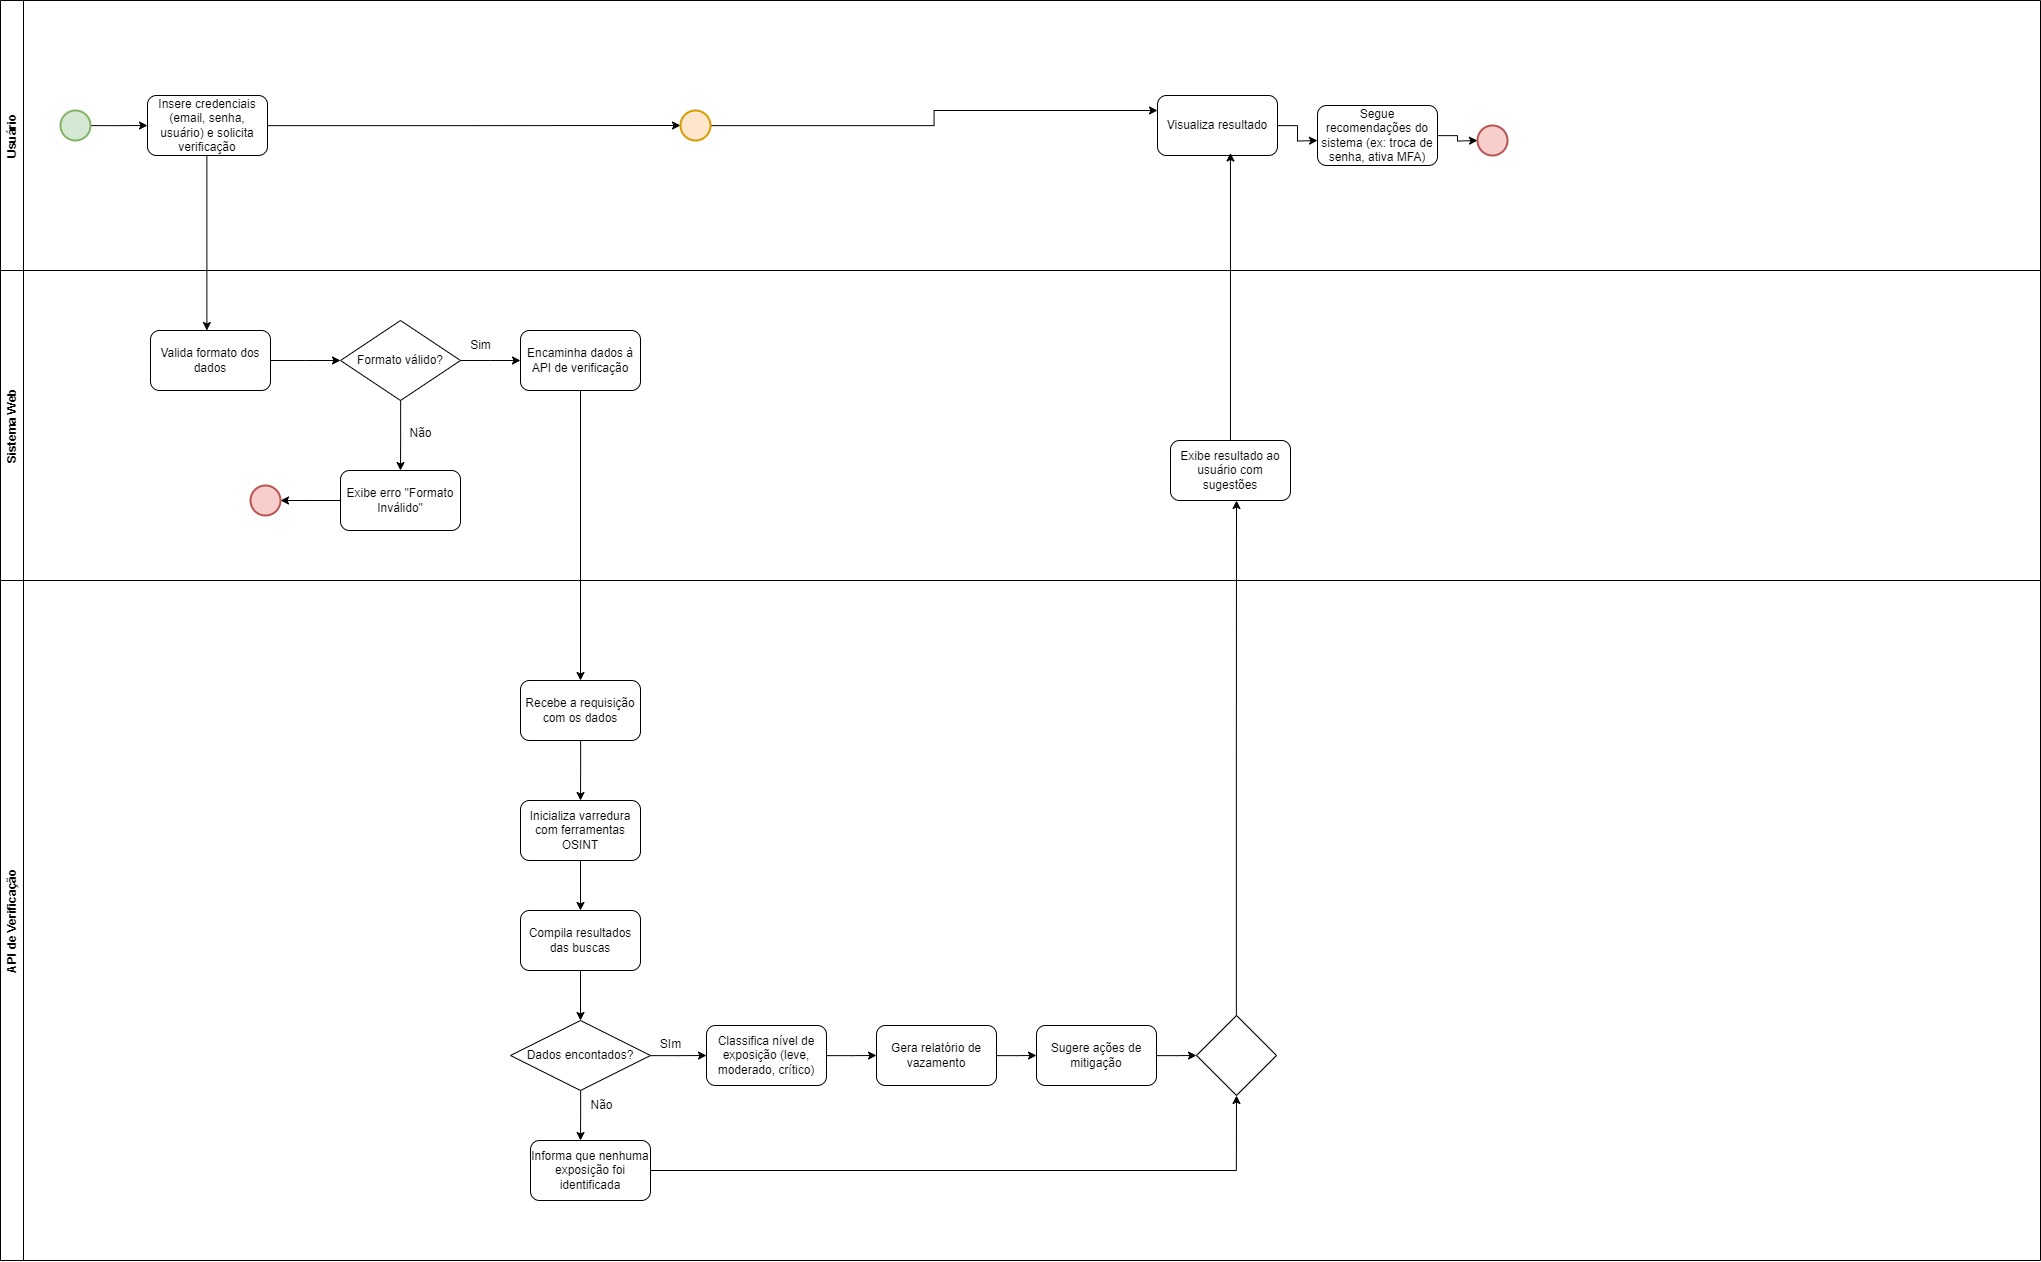 Usuário
Insere credenciais
(email, senha,
usuário) e solicita
verificação
Visualiza resultado
Segue
recomendações do
sistema (ex: troca de
senha, ativa MFA)
Sistema Web
Valida formato dos
dados
Formato válido?
Sim
Encaminha dados à
API de verificação
Não
Exibe erro "Formato
Inválido"
Exibe resultado ao
usuário com
sugestões
API de Verificação
Recebe a requisição
com os dados
Inicializa varredura
com ferramentas
OSINT
Compila resultados
das buscas
Dados encontados?
SIm
Classifica nível de
exposição (leve,
moderado, crítico)
Gera relatório de
vazamento
Sugere ações de
mitigação
Não
Informa que nenhuma
exposição foi
identificada